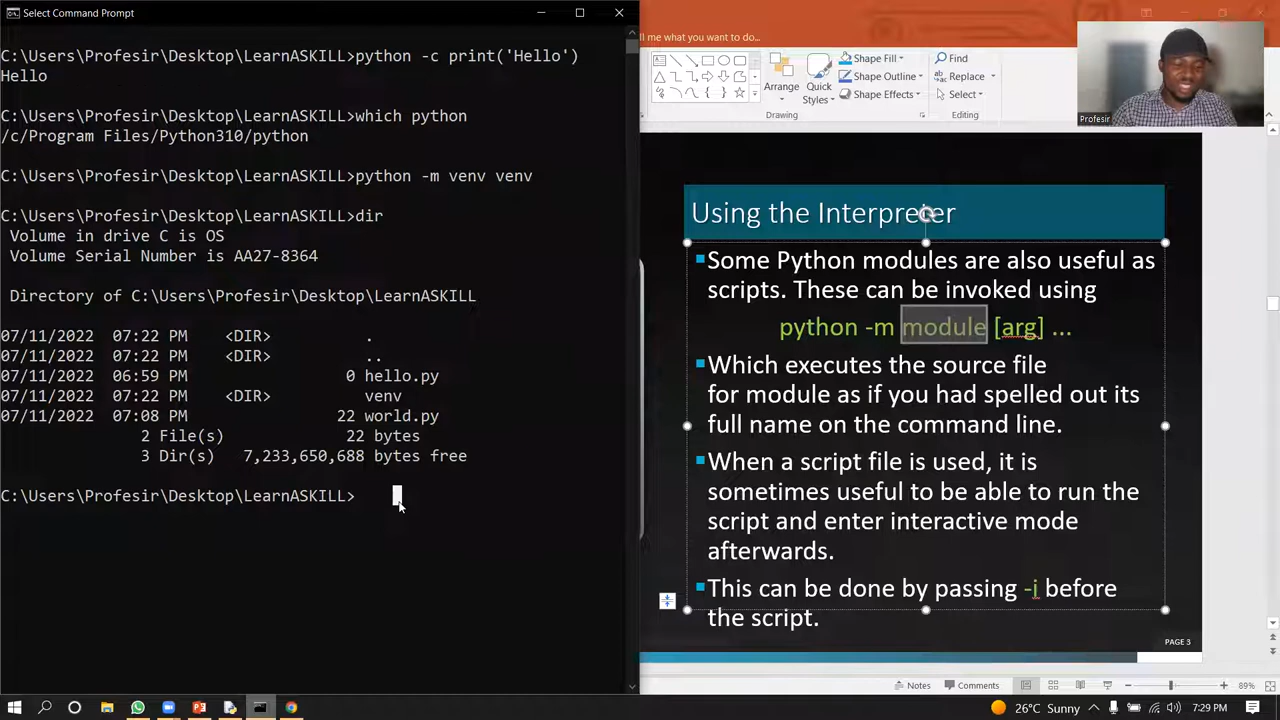 Select Command Prompt
C:\Users\Profesir\Desktop\LearnASKILL>python -c print('Hello')
Hello
C:\Users\Profesir\Desktop\LearnASKILL>which python
/c/Program Files/Python310/python
C:\Users\Profesir\Desktop\LearnASKILL>python -m venv venv
C:\Users\Profesir\Desktop\LearnASKILL>dir
Volume in drive C is OS
Volume Serial Number is AA27-8364
Directory of C:\Users\Profesir\Desktop\LearnASKILL
07/11/2022 07:22 PM <DIR> .
07/11/2022 07:22 PM <DIR> ..
07/11/2022 06:59 PM 0 hello.py
07/11/2022 07:22 PM <DIR> venv
07/11/2022 07:08 PM 22 world.py
2 File(s) 22 bytes
3 Dir(s) 7,233,650,688 bytes free
C:\Users\Profesir\Desktop\LearnASKILL>
ell me what you want to do...
Arrange
Quick
Styles
Shape Fill
Shape Outline
Shape Effects
Find
Replace
Select
Drawing
Editing
Profesir
Using the Interpreter
Some Python modules are also useful as
scripts. These can be invoked using
python -m module [arg] ...
Which executes the source file
for module as if you had spelled out its
full name on the command line.
When a script file is used, it is
sometimes useful to be able to run the
script and enter interactive mode
afterwards.
This can be done by passing -i before
the script.
PAGE 3
Notes
Comments
89%
26°C Sunny
7:29 PM